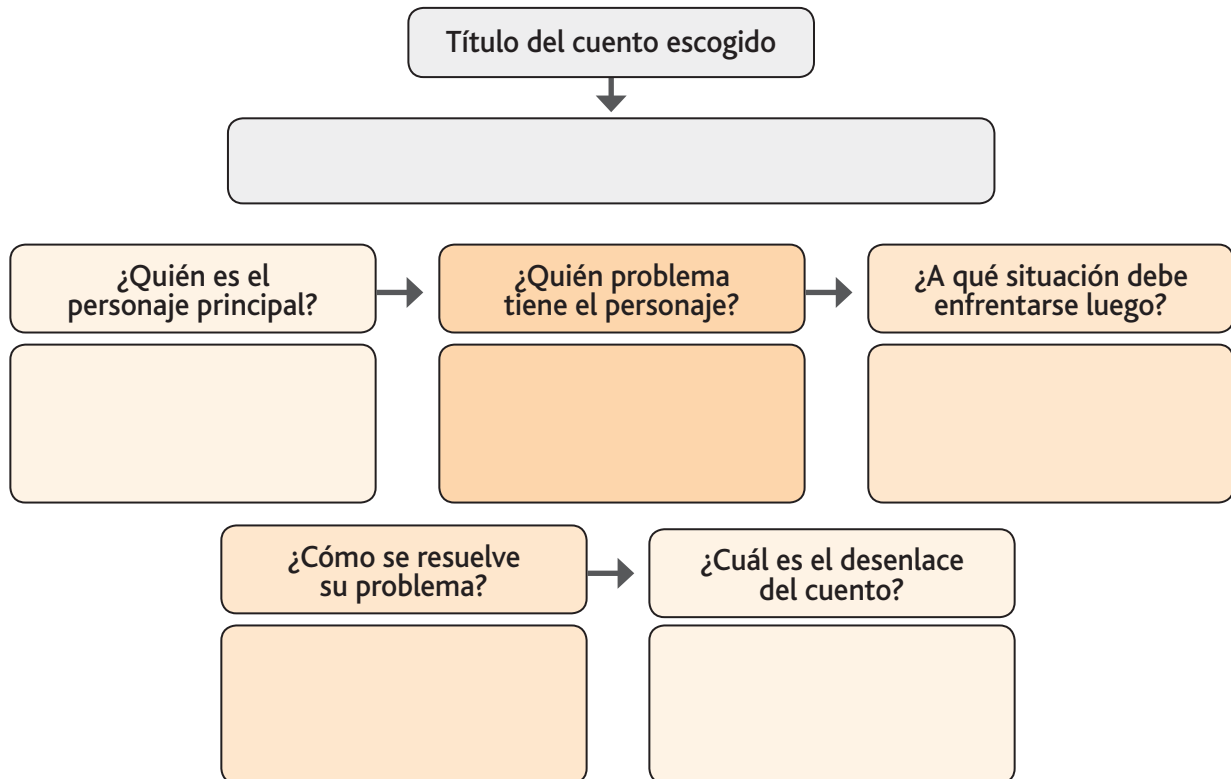 Título del cuento escogido
¿Quién es el
personaje principal?
¿Quién problema
tiene el personaje?
¿A qué situación debe
enfrentarse luego?
¿Cómo se resuelve
su problema?
¿Cuál es el desenlace
del cuento?